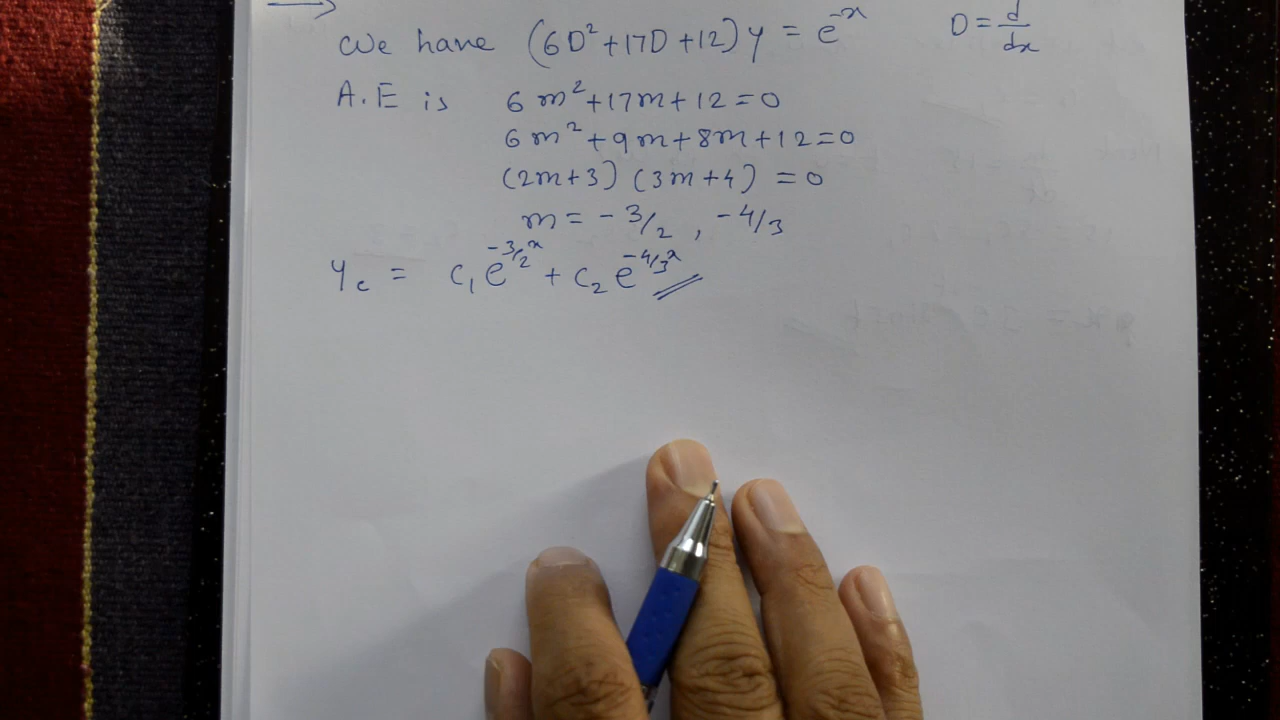 We have (6D²+17D+12)y = e^{-x} D = d/dx
A.E is 6m²+17m+12=0
6m²+9m+8m+12=0
(2m+3)(3m+4)=0
m = -3/2, -4/3
y_c = c₁e^{-3/2 x} + c₂e^{-4/3 x}